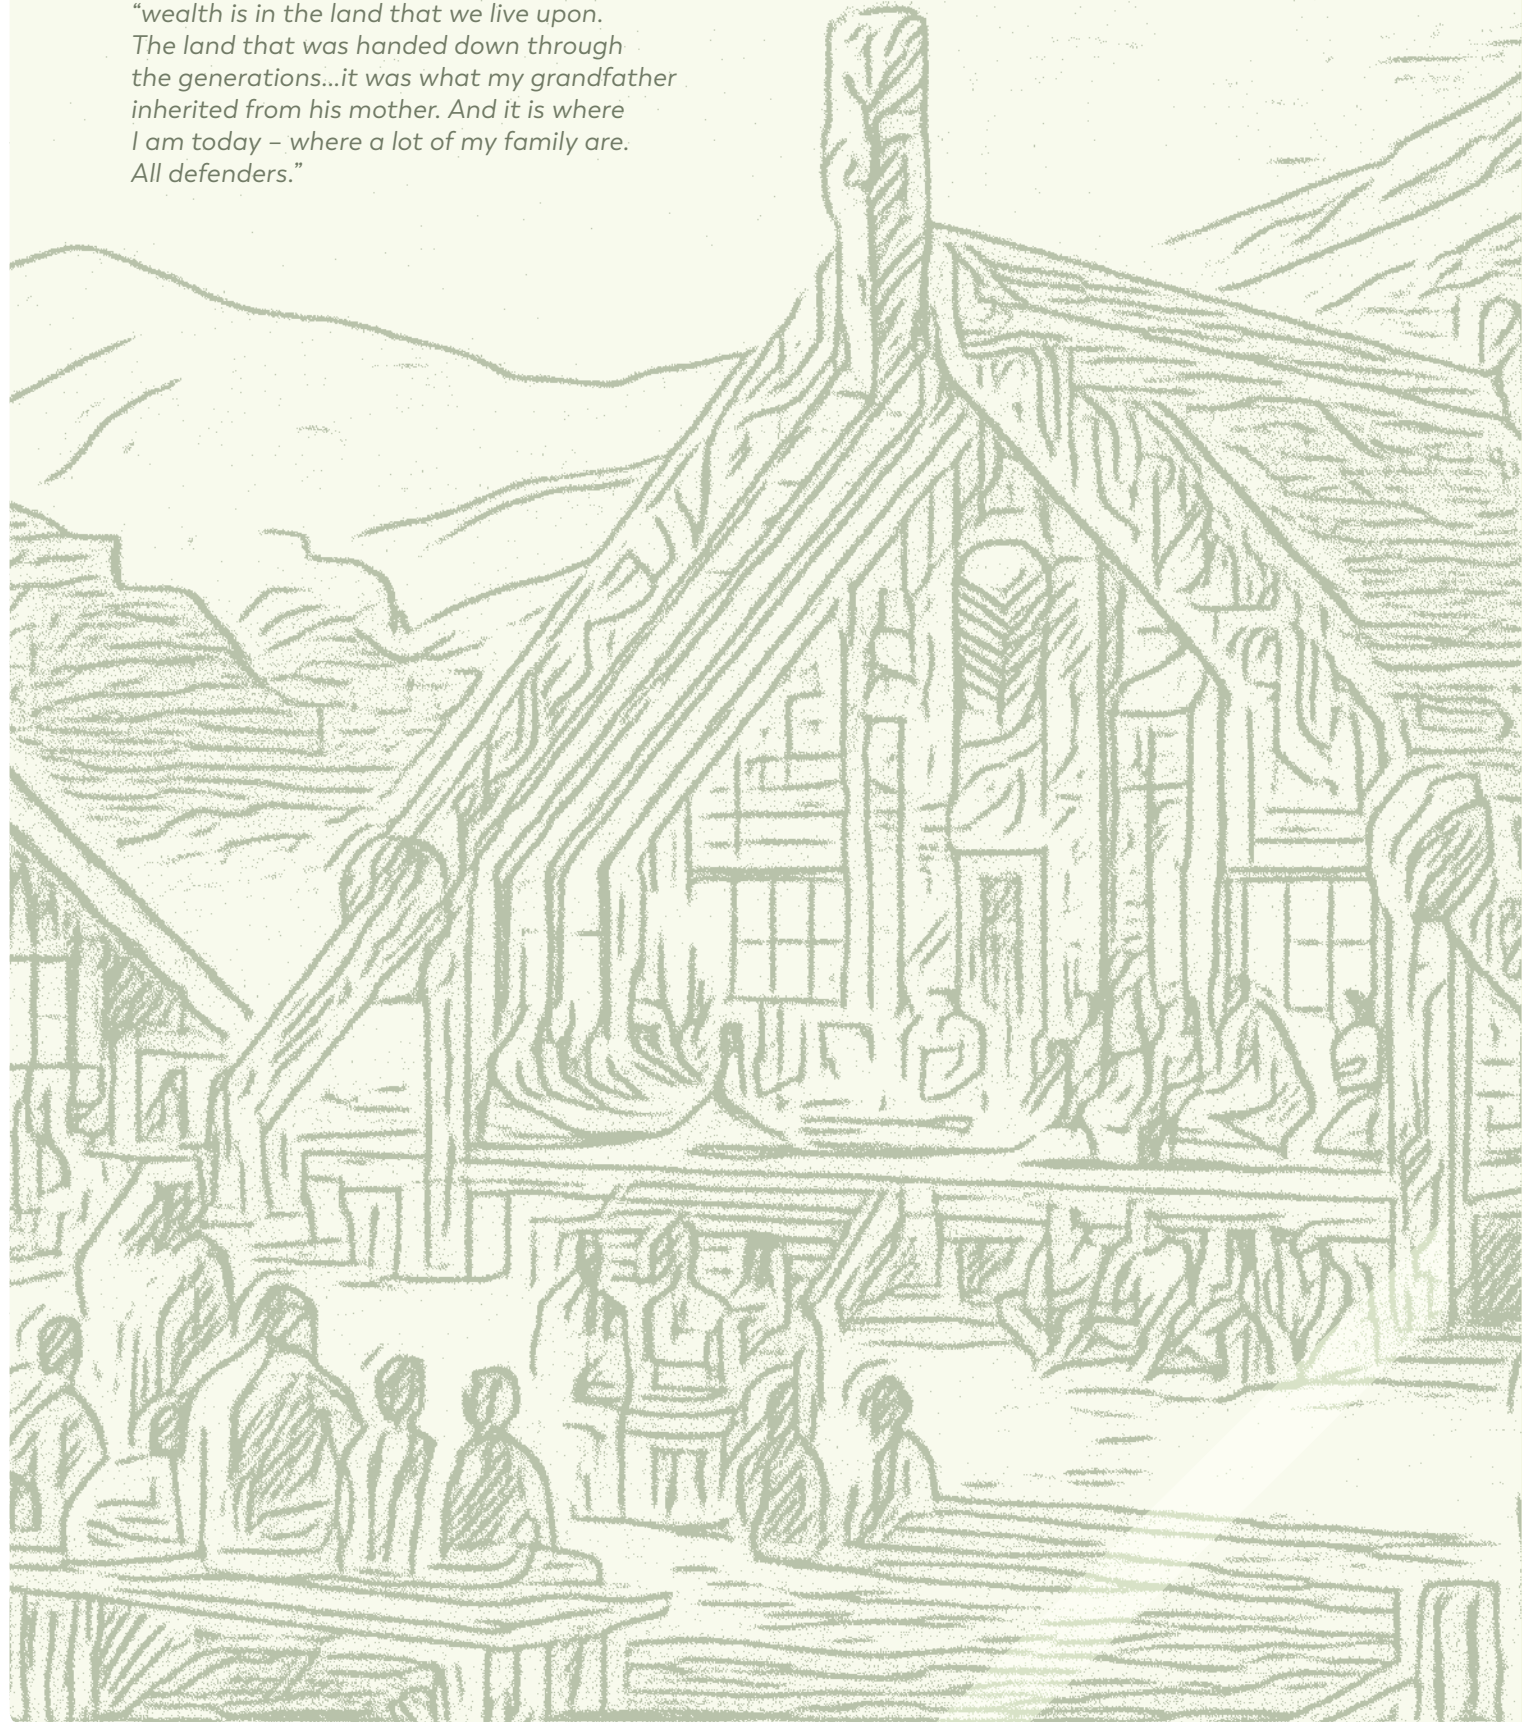 “wealth is in the land that we live upon.
The land that was handed down through
the generations...it was what my grandfather
inherited from his mother. And it is where
I am today – where a lot of my family are.
All defenders.”